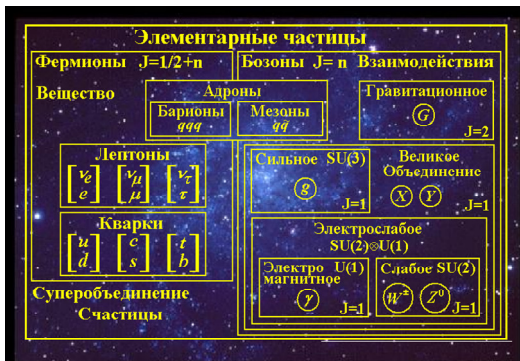 Элементарные частицы
Фермионы J=1/2+n
Вещество
Бозоны J= n Взаимодействия
Адроны
Барионы
qqq
Мезоны
qq̄
Гравитационное
G
J=2
Лептоны
νe νμ ντ
e μ τ
Кварки
u c t
d s b
Суперобъединение
Счастицы
Сильное SU(3)
g
J=1
Великое
Объединение
X Y
J=1
Электрослабое
SU(2)⊗U(1)
Электро U(1)
магнитное
γ
J=1
Слабое SU(2)
W± Z⁰
J=1